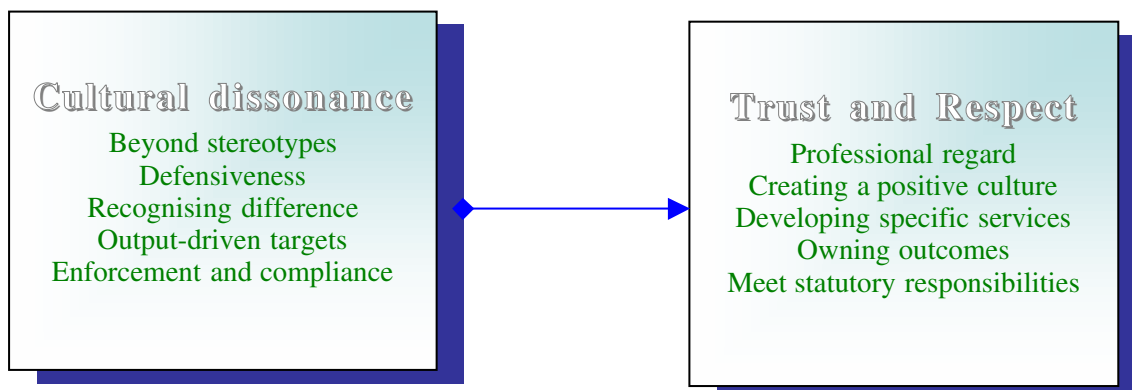 Cultural dissonance
Beyond stereotypes
Defensiveness
Recognising difference
Output-driven targets
Enforcement and compliance
Trust and Respect
Professional regard
Creating a positive culture
Developing specific services
Owning outcomes
Meet statutory responsibilities